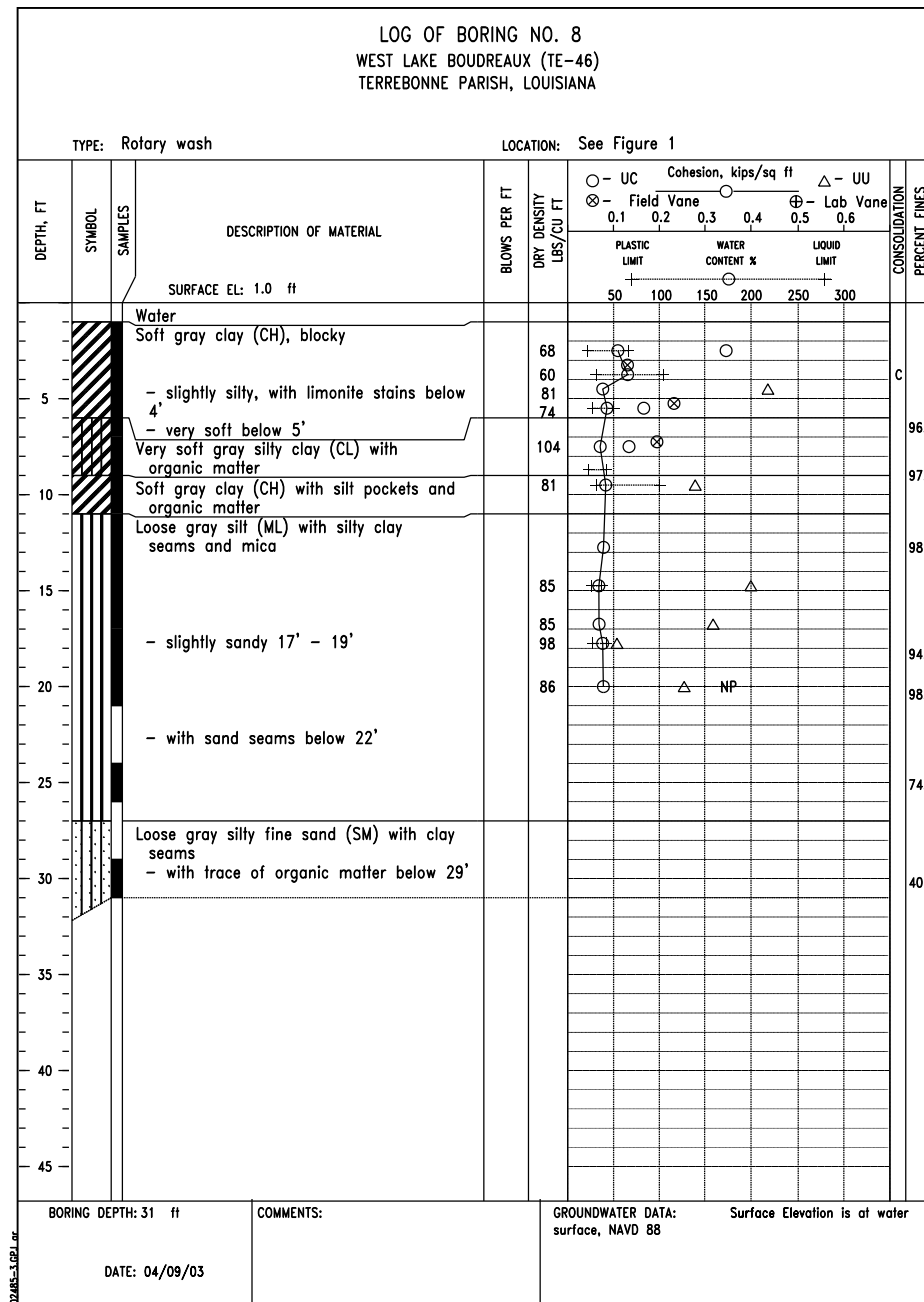 LOG OF BORING NO. 8
WEST LAKE BOUDREAUX (TE-46)
TERREBONNE PARISH, LOUISIANA
TYPE: Rotary wash
LOCATION: See Figure 1
DEPTH, FT
SYMBOL
SAMPLES
DESCRIPTION OF MATERIAL
SURFACE EL: 1.0 ft
BLOWS PER FT
DRY DENSITY
LBS/CU FT
- UC
Cohesion, kips/sq ft
- UU
- Field Vane
- Lab Vane
0.1 0.2 0.3 0.4 0.5 0.6
PLASTIC LIMIT
WATER CONTENT %
LIQUID LIMIT
50 100 150 200 250 300
CONSOLIDATION
PERCENT FINES
Water
Soft gray clay (CH), blocky
68
60 C
- slightly silty, with limonite stains below 81
5 4' 74
- very soft below 5' 96
Very soft gray silty clay (CL) with 104
organic matter
97
Soft gray clay (CH) with silt pockets and 81
10 organic matter
Loose gray silt (ML) with silty clay
seams and mica 98
15 85
85
- slightly sandy 17' - 19' 98
94
20 86 NP 98
- with sand seams below 22'
25 74
Loose gray silty fine sand (SM) with clay
seams
- with trace of organic matter below 29'
30 40
35
40
45
BORING DEPTH: 31 ft
DATE: 04/09/03
COMMENTS:
GROUNDWATER DATA: Surface Elevation is at water
surface, NAVD 88